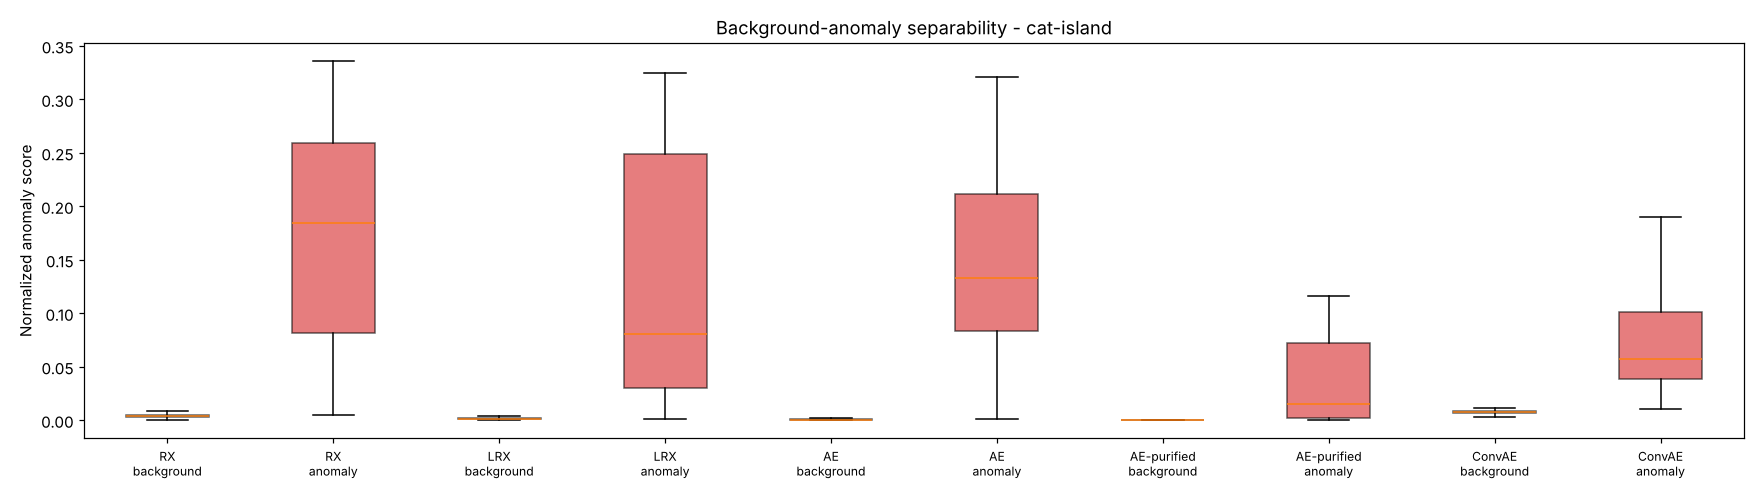 Background-anomaly separability - cat-island
Normalized anomaly score
0.35
0.30
0.25
0.20
0.15
0.10
0.05
0.00
RX
background
RX
anomaly
LRX
background
LRX
anomaly
AE
background
AE
anomaly
AE-purified
background
AE-purified
anomaly
ConvAE
background
ConvAE
anomaly